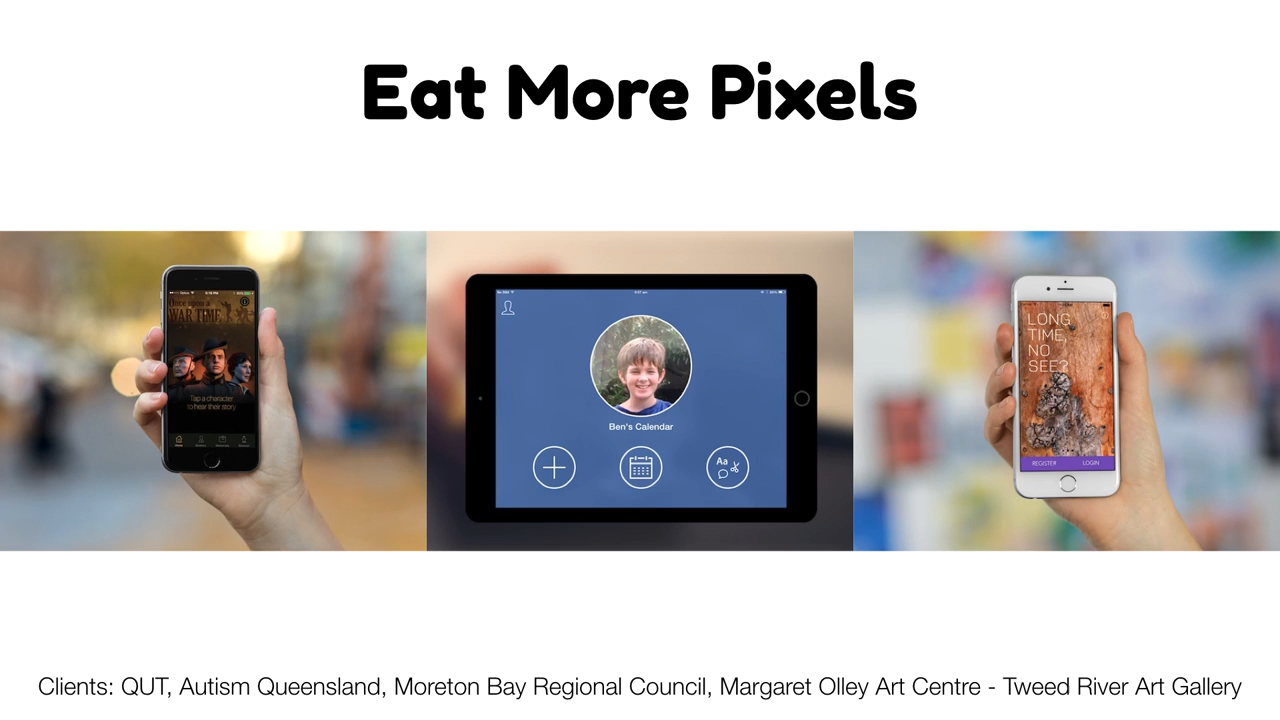 Eat More Pixels
Once upon a
WAR TIME
Tap a character
to hear their story
Ben's Calendar
Aa
LONG
TIME,
NO
SEE?
REGISTER LOGIN
Clients: QUT, Autism Queensland, Moreton Bay Regional Council, Margaret Olley Art Centre - Tweed River Art Gallery